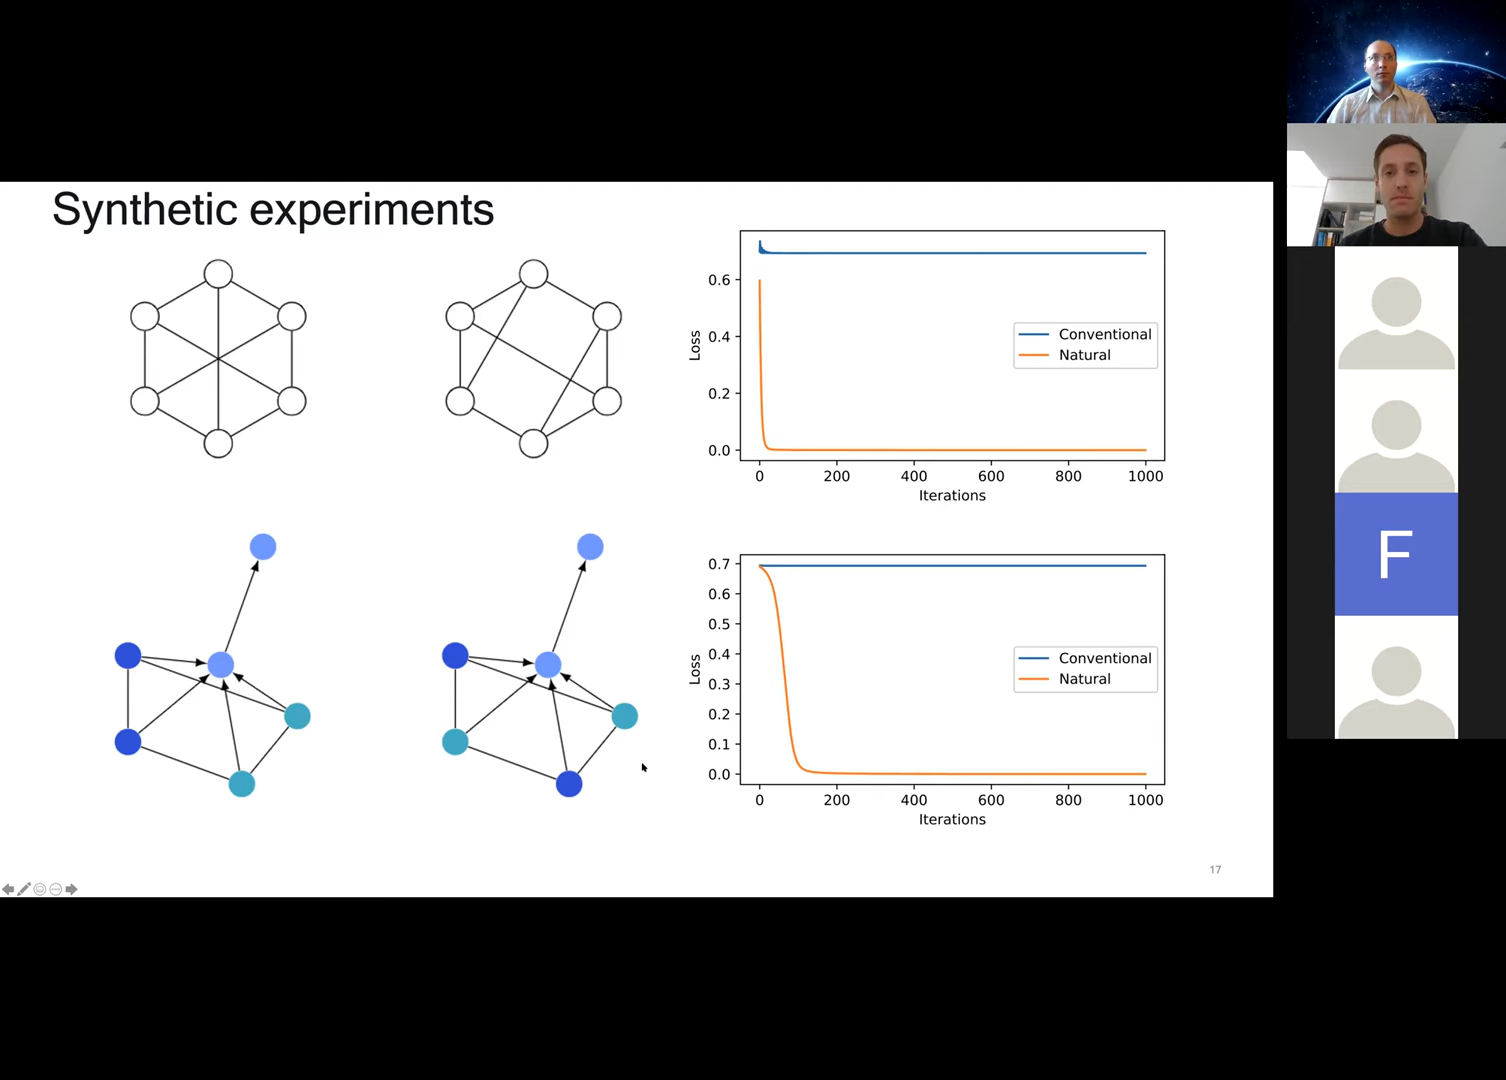 Synthetic experiments
0.6
0.4
0.2
0.0
Loss
Conventional
Natural
0 200 400 600 800 1000
Iterations
0.7
0.6
0.5
0.4
0.3
0.2
0.1
0.0
Loss
Conventional
Natural
0 200 400 600 800 1000
Iterations
17
F